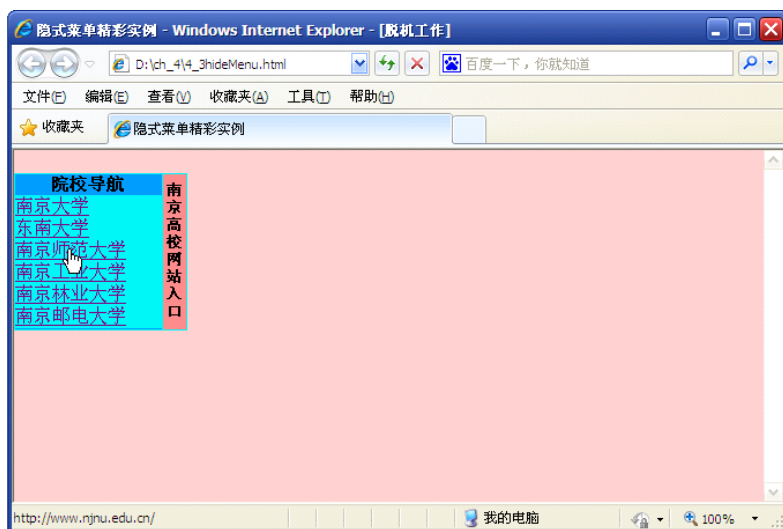 隐式菜单精彩实例 - Windows Internet Explorer - [脱机工作]
D:\ch_4\4_3hideMenu.html
百度一下，你就知道
文件(F) 编辑(E) 查看(V) 收藏夹(A) 工具(T) 帮助(H)
收藏夹
隐式菜单精彩实例
院校导航
南京大学
东南大学
南京师范大学
南京工业大学
南京林业大学
南京邮电大学
南京高校网站入口
http://www.njnu.edu.cn/
我的电脑
100%